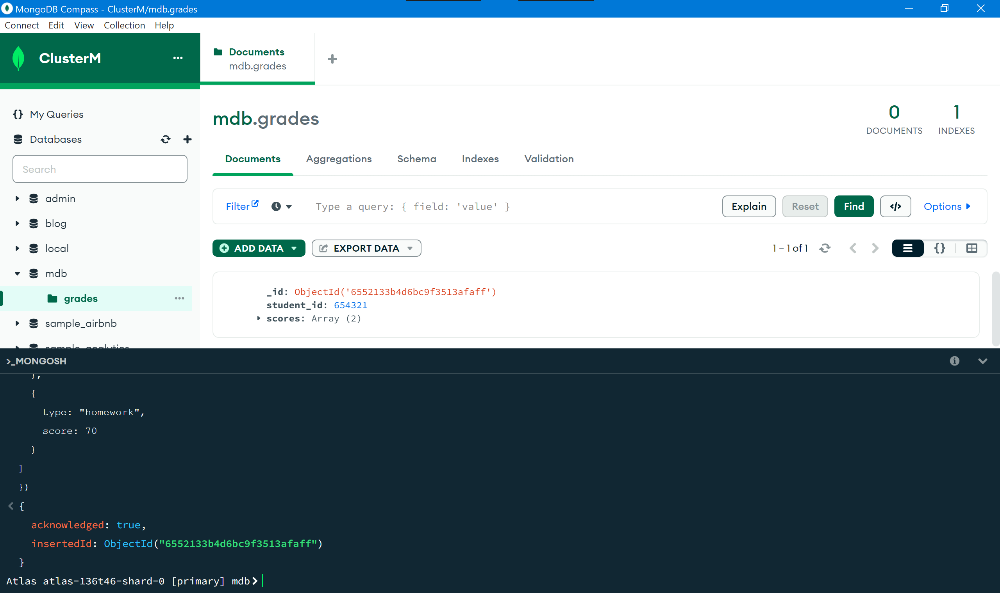 MongoDB Compass - ClusterM/mdb.grades
Connect Edit View Collection Help
ClusterM
Documents
mdb.grades
My Queries
Databases
Search
admin
blog
local
mdb
grades
sample_airbnb
sample_analytics
mdb.grades
0
DOCUMENTS
1
INDEXES
Documents Aggregations Schema Indexes Validation
Filter Type a query: { field: 'value' } Explain Reset Find </> Options
ADD DATA EXPORT DATA 1 – 1 of 1 {}
_id: ObjectId('6552133b4d6bc9f3513afaff')
student_id: 654321
scores: Array (2)
>_MONGOSH
},
{
type: "homework",
score: 70
}
]
})
< {
acknowledged: true,
insertedId: ObjectId("6552133b4d6bc9f3513afaff")
}
Atlas atlas-136t46-shard-0 [primary] mdb>